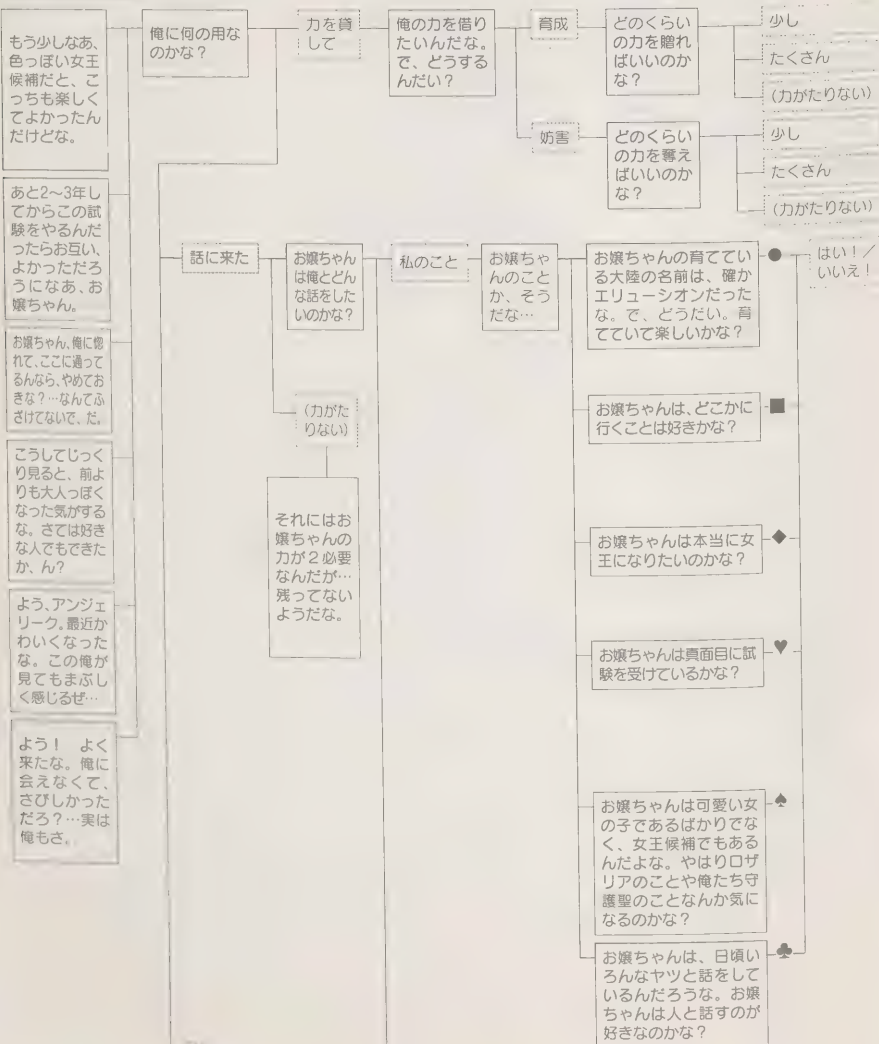 もう少しなあ、
色っぽい女王
候補だと、こ
っちも楽しく
てよかったん
だけどな。
あと2〜3年し
てからこの試
験をやるんだ
ったらお互い、
よかっただろ
うになあ、お
嬢ちゃん。
お嬢ちゃん、俺に惚
れて、ここに通って
るんなら、やめてお
きな？…なんてふ
ざけてないで、だ。
こうしてじっく
り見ると、前よ
りも大人っぽく
なった気がする
な。さては好き
な人でもできた
か、ん？
よう、アンジェ
リーク。最近か
わいくなった
な。この俺が
見てもまぶし
く感じるぜ…
よう！　よく
来たな。俺に
会えなくて、
さびしかった
だろ？…実は
俺もさ。
俺に何の用な
のかな？
力を貸
して
俺の力を借り
たいんだな。
で、どうする
んだい？
育成
どのくらい
の力を贈れ
ばいいのか
な？
少し
たくさん
(力がたりない)
妨害
どのくらい
の力を奪え
ばいいのか
な？
少し
たくさん
(力がたりない)
話に来た
お嬢ちゃん
は俺とどん
な話をした
いのかな？
(力がた
りない)
それにはお
嬢ちゃんの
力が2必要
なんだが…
残ってない
ようだな。
私のこと
お嬢ちゃ
んのこと
か、そう
だな…
お嬢ちゃんの育ててい
る大陸の名前は、確か
エリューシオンだった
な。で、どうだい。育
てていて楽しいかな？
●
はい！／
いいえ！
お嬢ちゃんは、どこかに
行くことは好きかな？
■
お嬢ちゃんは本当に女
王になりたいのかな？
◆
お嬢ちゃんは真面目に試
験を受けているかな？
♥
お嬢ちゃんは可愛い女
の子であるばかりでな
く、女王候補でもある
んだよな。やはりロザ
リアのことや俺たち守
護聖のことなんか気に
なるのかな？
♠
お嬢ちゃんは、日頃い
ろんなヤツと話をして
いるんだろうな。お嬢
ちゃんは人と話すのが
好きなのかな？
♣